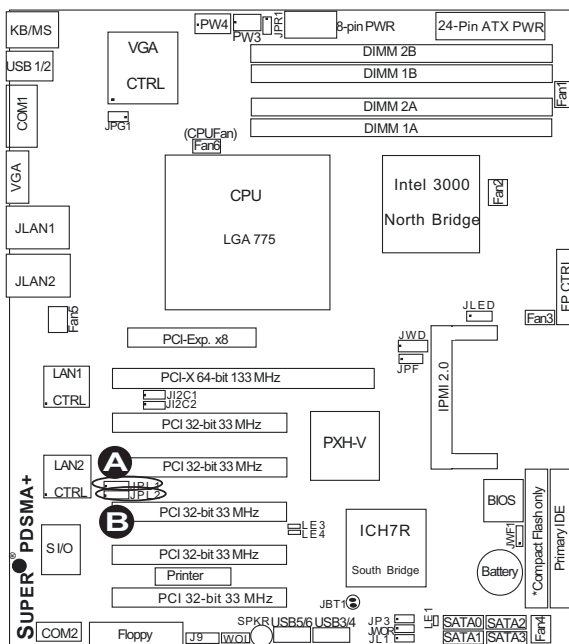 KB/MS
PW4
PW3
JPR1
8-pin PWR
24-Pin ATX PWR
USB 1/2
VGA
CTRL
DIMM 2B
DIMM 1B
DIMM 2A
DIMM 1A
Fan1
COM1
JPG1
(CPUFan)
Fan6
VGA
CPU
LGA 775
Intel 3000
North Bridge
Fan2
JLAN1
JLAN2
Fan5
FP CTRL
Fan3
JLED
PCI-Exp. x8
JWD
JPF
IPMI 2.0
LAN1
CTRL
PCI-X 64-bit 133 MHz
JI2C1
JI2C2
PCI 32-bit 33 MHz
PXH-V
A
LAN2
CTRL
PCI 32-bit 33 MHz
JPL1
JPL2
B
PCI 32-bit 33 MHz
LE3
LE4
ICH7R
South Bridge
BIOS
JWF1
Battery
*Compact Flash only
Primary IDE
S I/O
PCI 32-bit 33 MHz
Printer
PCI 32-bit 33 MHz
SUPER ® PDSMA+
JBT1
COM2
Floppy
J9
WOL
SPKR
USB5/6
USB3/4
JP3
JWOR
JL1
LE1
SATA0
SATA2
SATA1
SATA3
Fan4